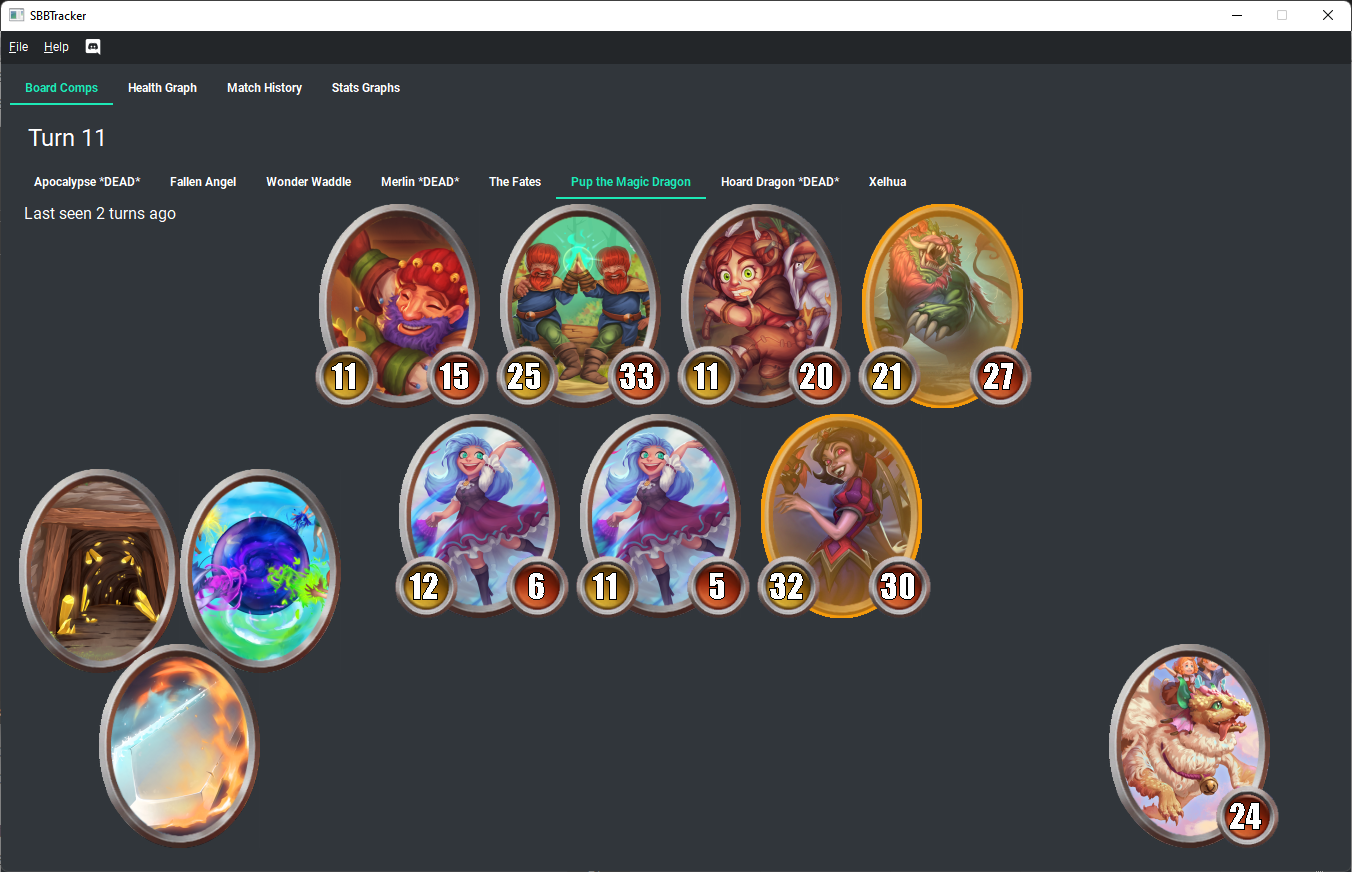 SBBTracker
File Help
Board Comps Health Graph Match History Stats Graphs
Turn 11
Apocalypse *DEAD* Fallen Angel Wonder Waddle Merlin *DEAD* The Fates Pup the Magic Dragon Hoard Dragon *DEAD* Xelhua
Last seen 2 turns ago
11 15 25 33 11 20 21 27
12 6 11 5 32 30
24